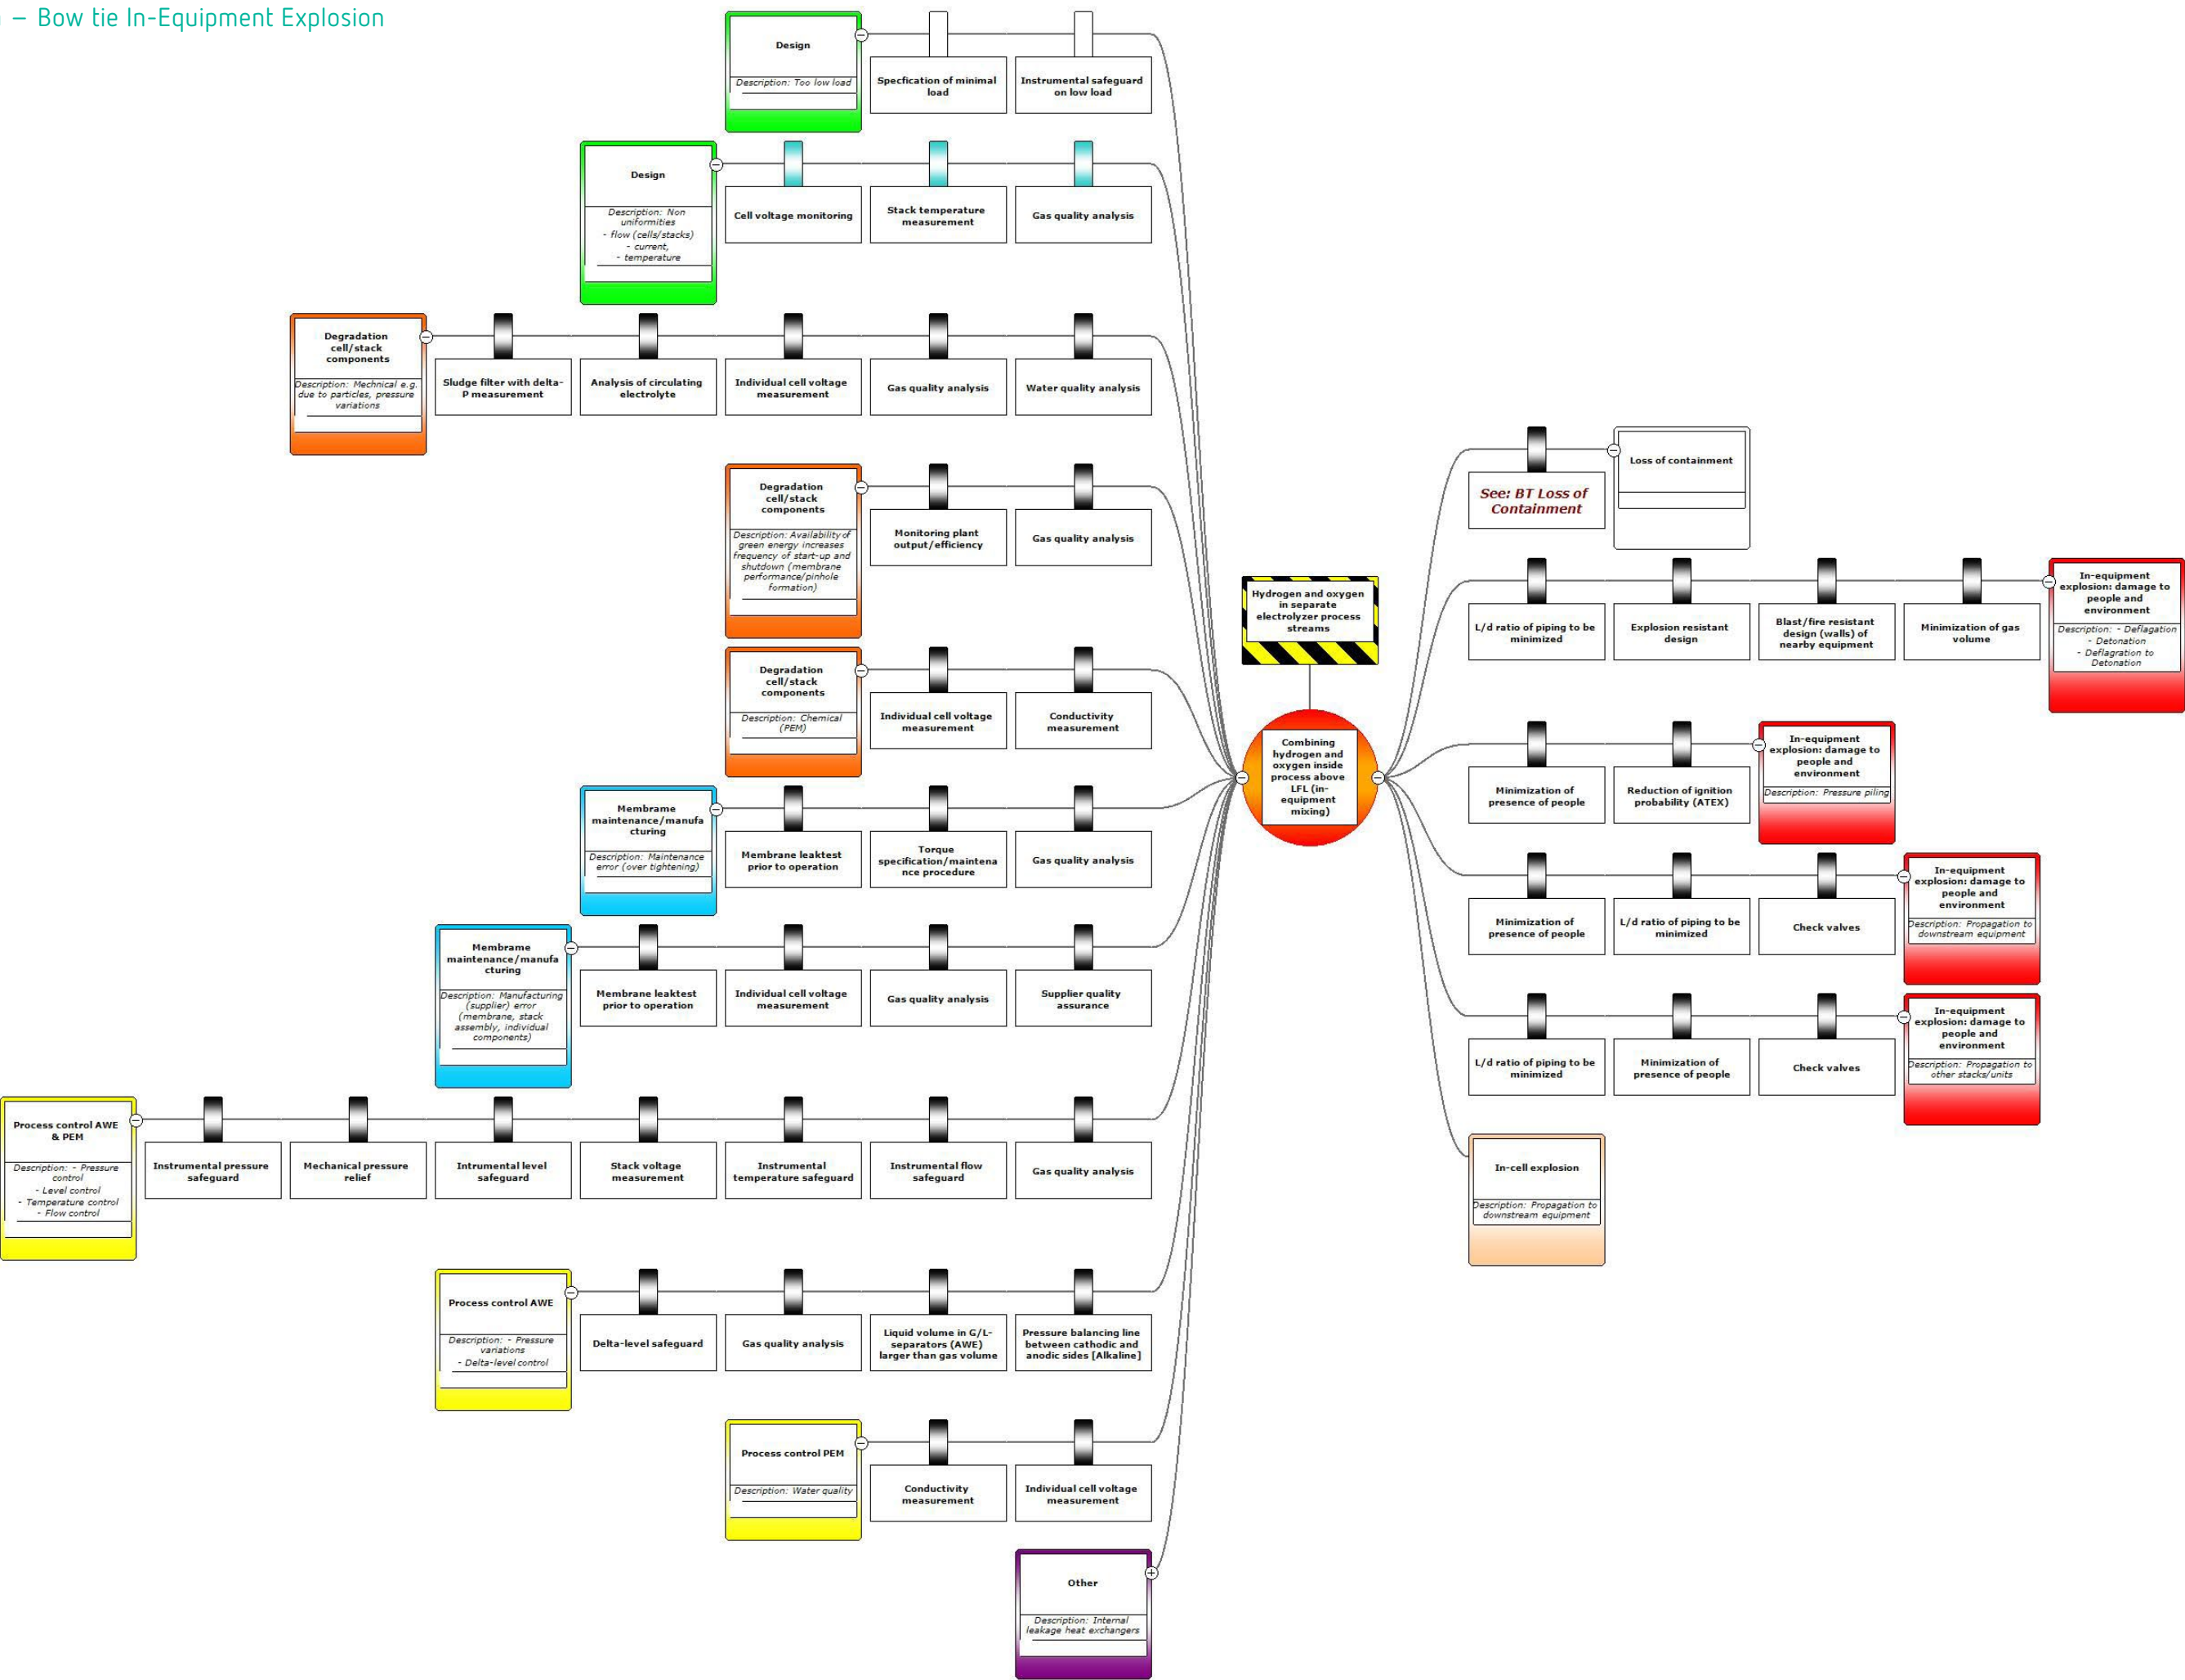 – Bow tie In-Equipment Explosion
Design
Description: Too low load
Specfication of minimal
load
Instrumental safeguard
on low load
Design
Description: Non
uniformities
- flow (cells/stacks)
- current,
- temperature
Cell voltage monitoring
Stack temperature
measurement
Gas quality analysis
Degradation
cell/stack
components
Description: Mechnical e.g.
due to particles, pressure
variations
Sludge filter with delta-
P measurement
Analysis of circulating
electrolyte
Individual cell voltage
measurement
Gas quality analysis
Water quality analysis
Degradation
cell/stack
components
Description: Availability of
green energy increases
frequency of start-up and
shutdown (membrane
performance/pinhole
formation)
Monitoring plant
output/efficiency
Gas quality analysis
Degradation
cell/stack
components
Description: Chemical
(PEM)
Individual cell voltage
measurement
Conductivity
measurement
Membrame
maintenance/manufa
cturing
Description: Maintenance
error (over tightening)
Membrane leaktest
prior to operation
Torque
specification/maintena
nce procedure
Gas quality analysis
Membrame
maintenance/manufa
cturing
Description: Manufacturing
(supplier) error
(membrane, stack
assembly, individual
components)
Membrane leaktest
prior to operation
Individual cell voltage
measurement
Gas quality analysis
Supplier quality
assurance
Process control AWE
& PEM
Description: - Pressure
control
- Level control
- Temperature control
- Flow control
Instrumental pressure
safeguard
Mechanical pressure
relief
Intrumental level
safeguard
Stack voltage
measurement
Instrumental
temperature safeguard
Instrumental flow
safeguard
Gas quality analysis
Process control AWE
Description: - Pressure
variations
- Delta-level control
Delta-level safeguard
Gas quality analysis
Liquid volume in G/L-
separators (AWE)
larger than gas volume
Pressure balancing line
between cathodic and
anodic sides [Alkaline]
Process control PEM
Description: Water quality
Conductivity
measurement
Individual cell voltage
measurement
Other
Description: Internal
leakage heat exchangers
Hydrogen and oxygen
in separate
electrolyzer process
streams
Combining
hydrogen and
oxygen inside
process above
LFL (in-
equipment
mixing)
See: BT Loss of
Containment
Loss of containment
L/d ratio of piping to be
minimized
Explosion resistant
design
Blast/fire resistant
design (walls) of
nearby equipment
Minimization of gas
volume
In-equipment
explosion: damage to
people and
environment
Description: - Deflagation
- Detonation
- Deflagration to
Detonation
Minimization of
presence of people
Reduction of ignition
probability (ATEX)
In-equipment
explosion: damage to
people and
environment
Description: Pressure piling
Minimization of
presence of people
L/d ratio of piping to be
minimized
Check valves
In-equipment
explosion: damage to
people and
environment
Description: Propagation to
downstream equipment
L/d ratio of piping to be
minimized
Minimization of
presence of people
Check valves
In-equipment
explosion: damage to
people and
environment
Description: Propagation to
other stacks/units
In-cell explosion
Description: Propagation to
downstream equipment